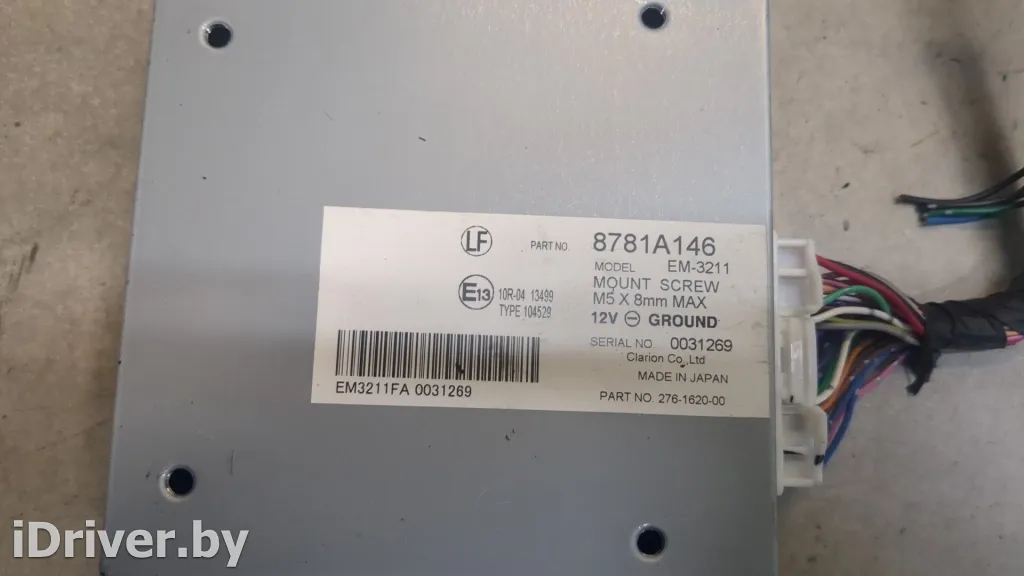 LF
PART NO. 8781A146
MODEL EM-3211
MOUNT SCREW
M5 X 8mm MAX
E13 10R-04 13499
TYPE 104529
12V ⊖ GROUND
SERIAL NO. 0031269
Clarion Co.,Ltd
MADE IN JAPAN
EM3211FA 0031269
PART NO. 276-1620-00
iDriver.by